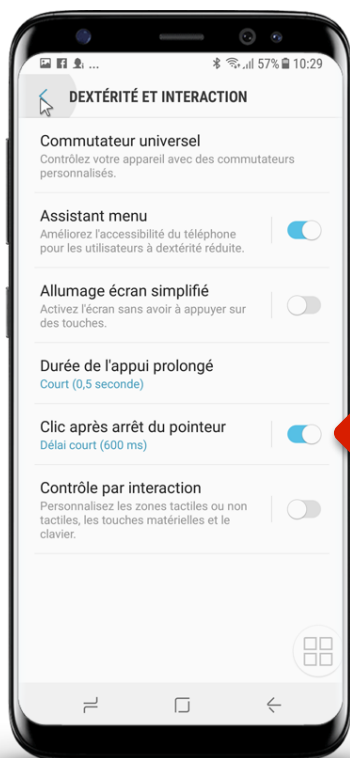 ... 57% 10:29
DEXTÉRITÉ ET INTERACTION
Commutateur universel
Contrôlez votre appareil avec des commutateurs
personnalisés.
Assistant menu
Améliorez l'accessibilité du téléphone
pour les utilisateurs à dextérité réduite.
Allumage écran simplifié
Activez l'écran sans avoir à appuyer sur
des touches.
Durée de l'appui prolongé
Court (0,5 seconde)
Clic après arrêt du pointeur
Délai court (600 ms)
Contrôle par interaction
Personnalisez les zones tactiles ou non
tactiles, les touches matérielles et le
clavier.